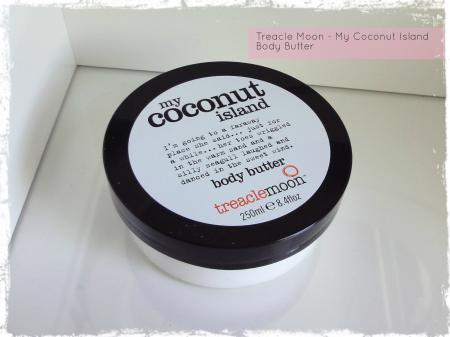 Treacle Moon - My Coconut Island
Body Butter
my
coconut
island
I'm going to a faraway
place she said... just for
a while... her toes wriggled
in the warm sand and a
silly seagull laughed and
danced in the sweet wind.
body butter
treaclemoon™
250ml e 8.4floz